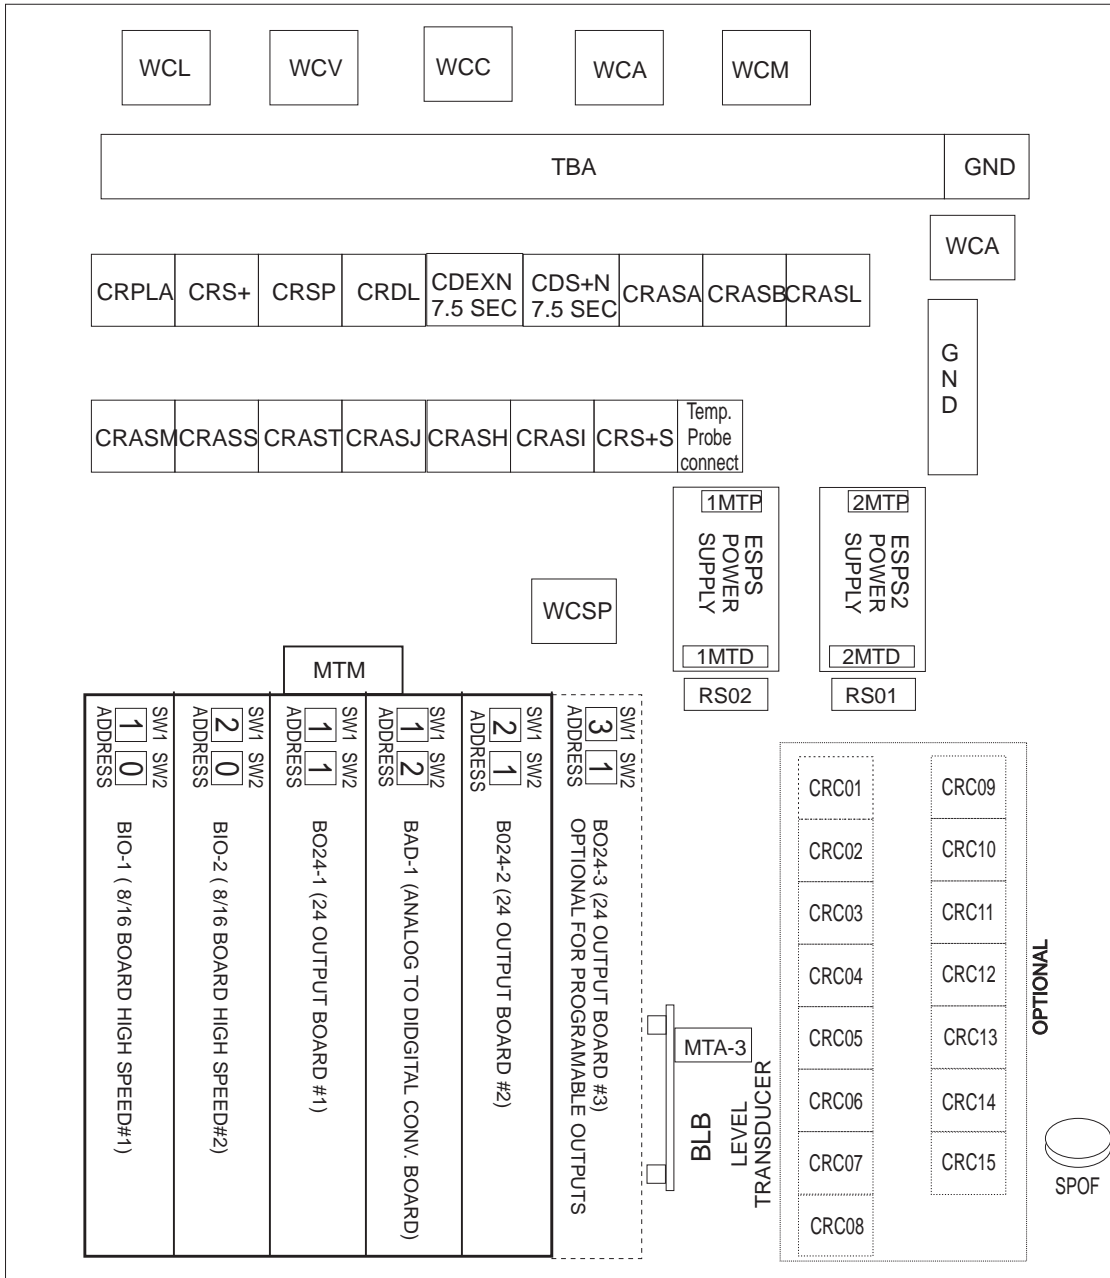 WCL
WCV
WCC
WCA
WCM
TBA
GND
WCA
CRPLA
CRS+
CRSP
CRDL
CDEXN
7.5 SEC
CDS+N
7.5 SEC
CRASA
CRASB
CRASL
GND
CRASM
CRASS
CRAST
CRASJ
CRASH
CRASI
CRS+S
Temp.
Probe
connect
1MTP
ESPS
POWER
SUPPLY
1MTD
RS02
2MTP
ESPS2
POWER
SUPPLY
2MTD
RS01
WCSP
MTM
SW1 SW2
1 0
ADDRESS
BIO-1 ( 8/16 BOARD HIGH SPEED#1)
SW1 SW2
2 0
ADDRESS
BIO-2 ( 8/16 BOARD HIGH SPEED#2)
SW1 SW2
1 1
ADDRESS
BO24-1 (24 OUTPUT BOARD #1)
SW1 SW2
1 2
ADDRESS
BAD-1 (ANALOG TO DIDGITAL CONV. BOARD)
SW1 SW2
2 1
ADDRESS
B024-2 (24 OUTPUT BOARD #2)
SW1 SW2
3 1
ADDRESS
BO24-3 (24 OUTPUT BOARD #3)
OPTIONAL FOR PROGRAMABLE OUTPUTS
MTA-3
BLB
LEVEL
TRANSDUCER
CRC01
CRC02
CRC03
CRC04
CRC05
CRC06
CRC07
CRC08
CRC09
CRC10
CRC11
CRC12
CRC13
CRC14
CRC15
OPTIONAL
SPOF